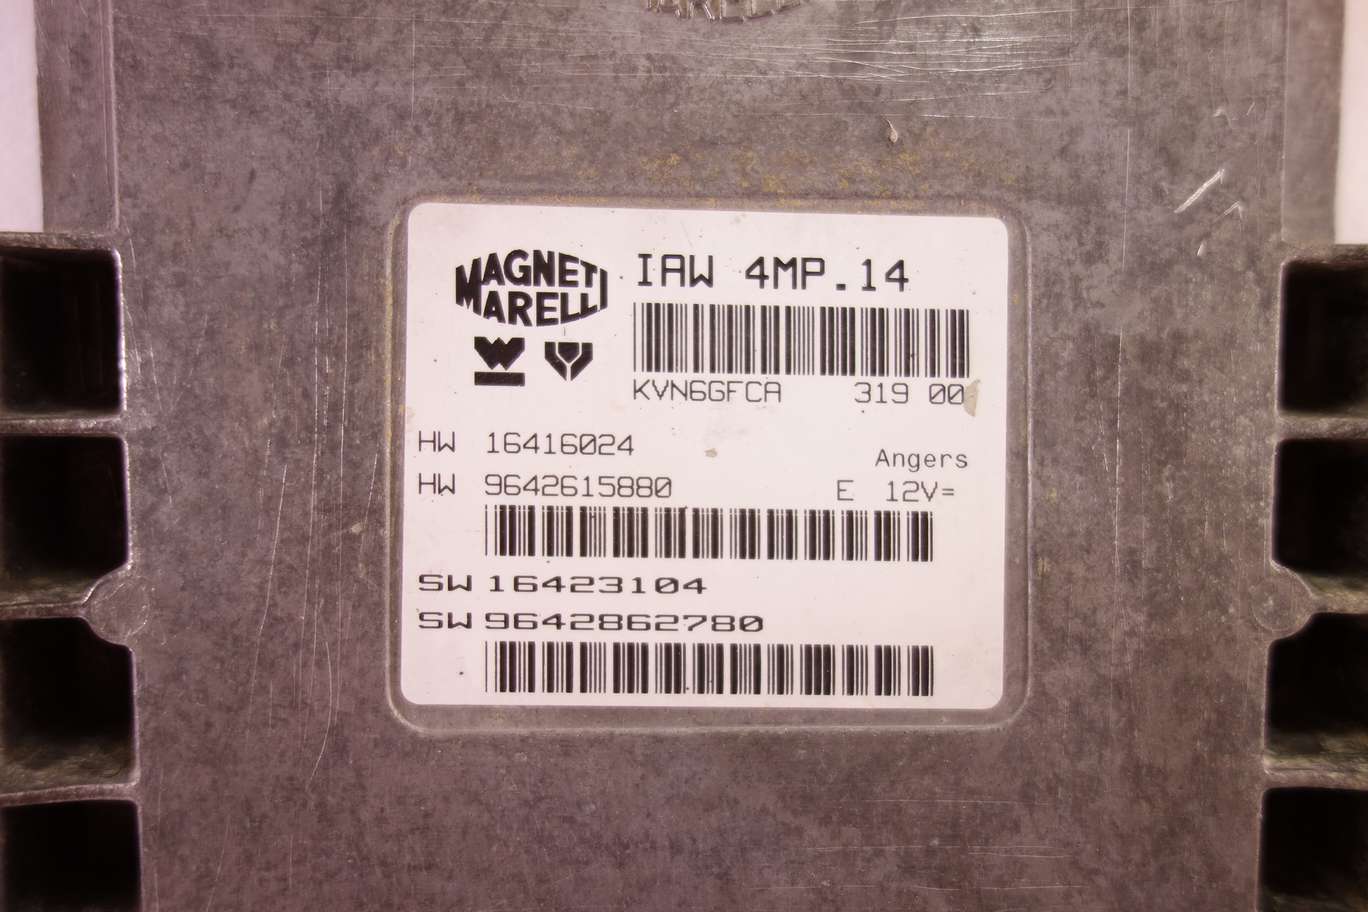 MAGNETI
MARELLI
IAW 4MP.14
KVN6GFCA 319 00
HW 16416024
Angers
HW 9642615880 E 12V=
SW 16423104
SW 9642862780